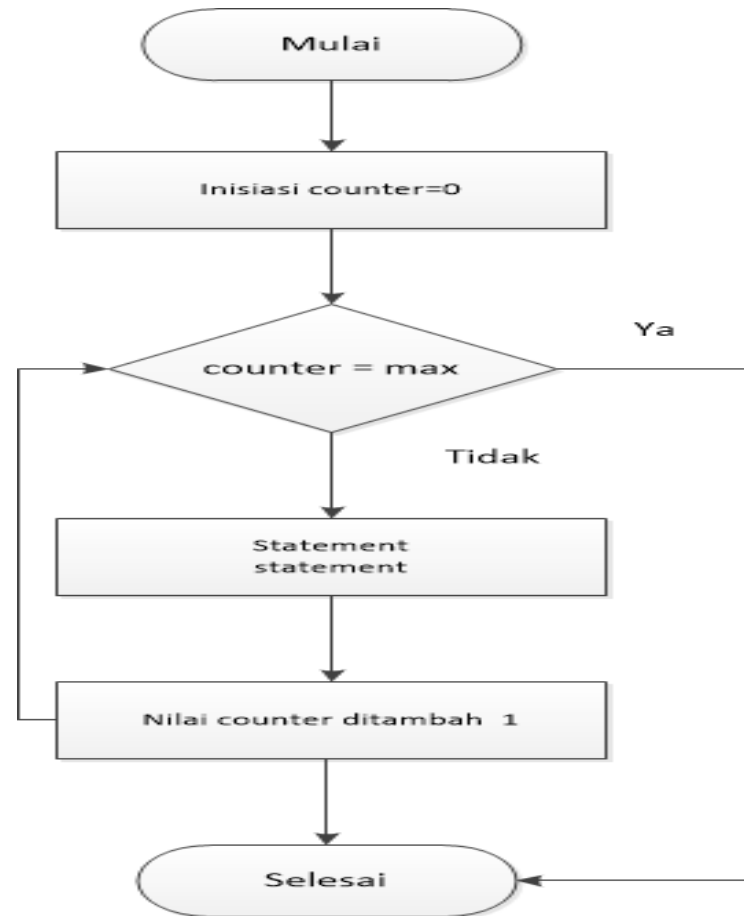 Mulai
Inisiasi counter=0
Ya
counter = max
Tidak
Statement
statement
Nilai counter ditambah 1
Selesai